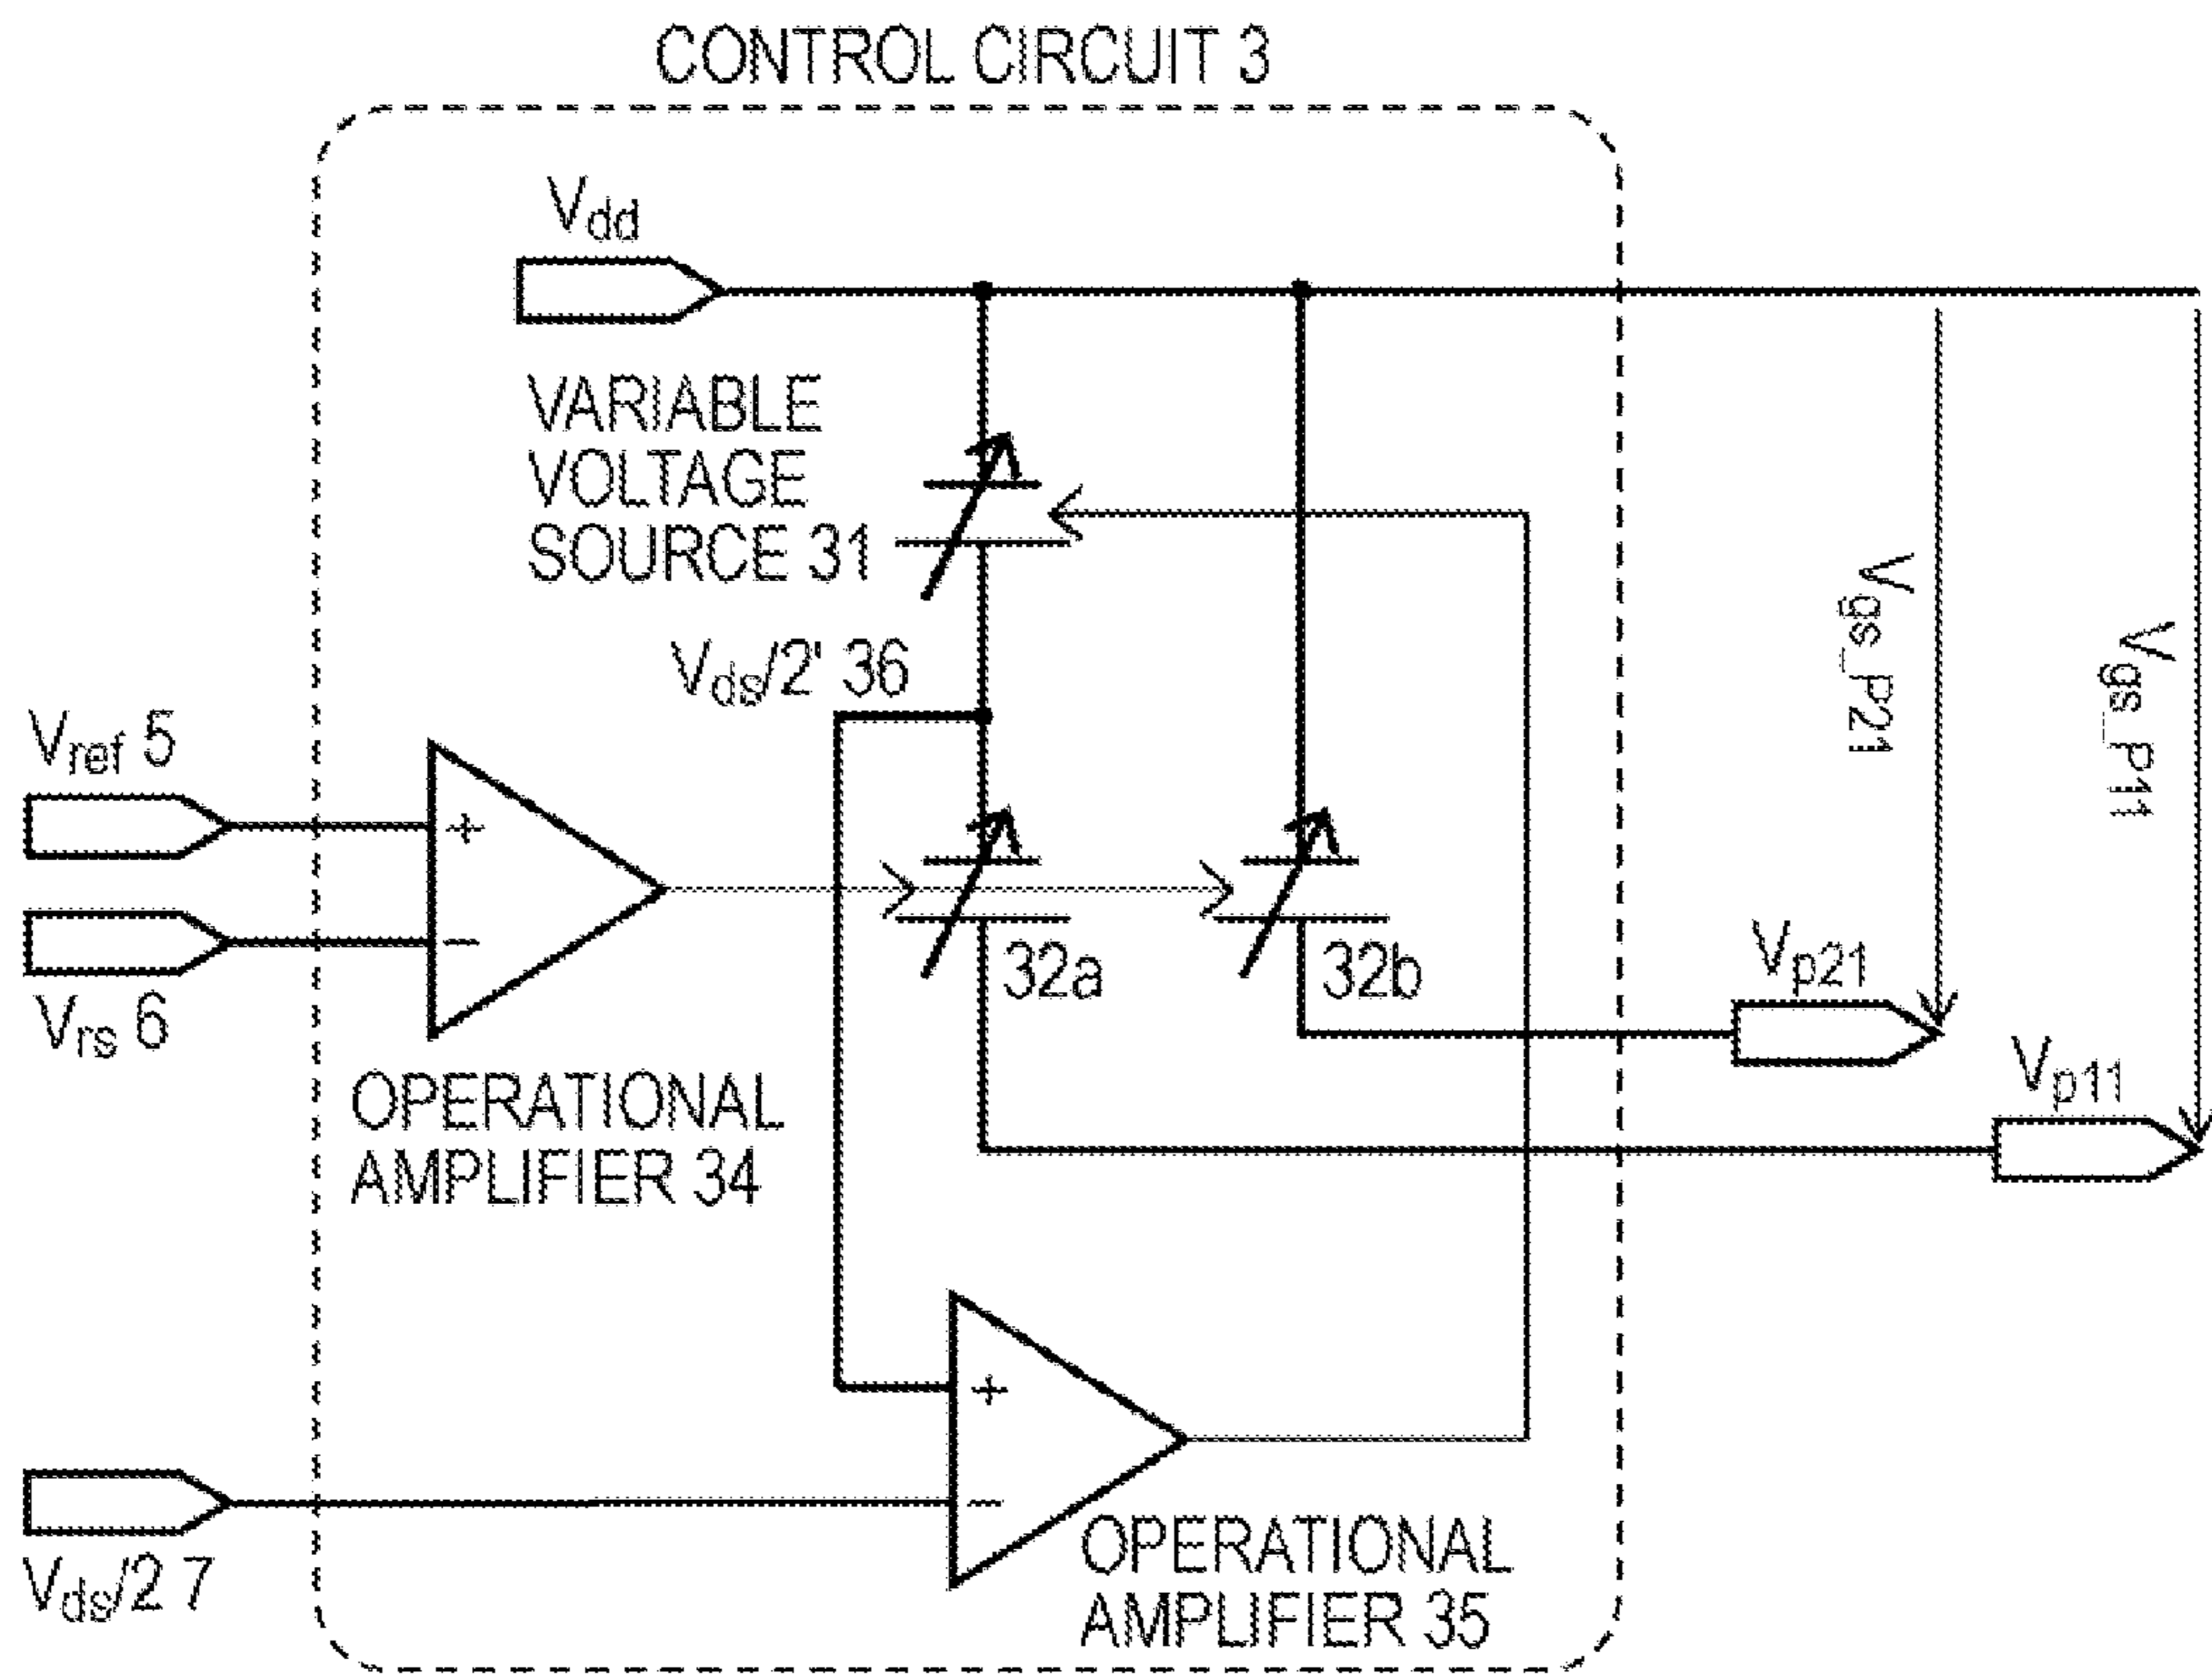 CONTROL CIRCUIT 3
Vdd
VARIABLE
VOLTAGE
SOURCE 31
Vds/2' 36
Vref 5
+
−
Vrs 6
OPERATIONAL
AMPLIFIER 34
32a
32b
Vgs_P21
Vgs_P11
Vp21
Vp11
+
−
Vds/2 7
OPERATIONAL
AMPLIFIER 35